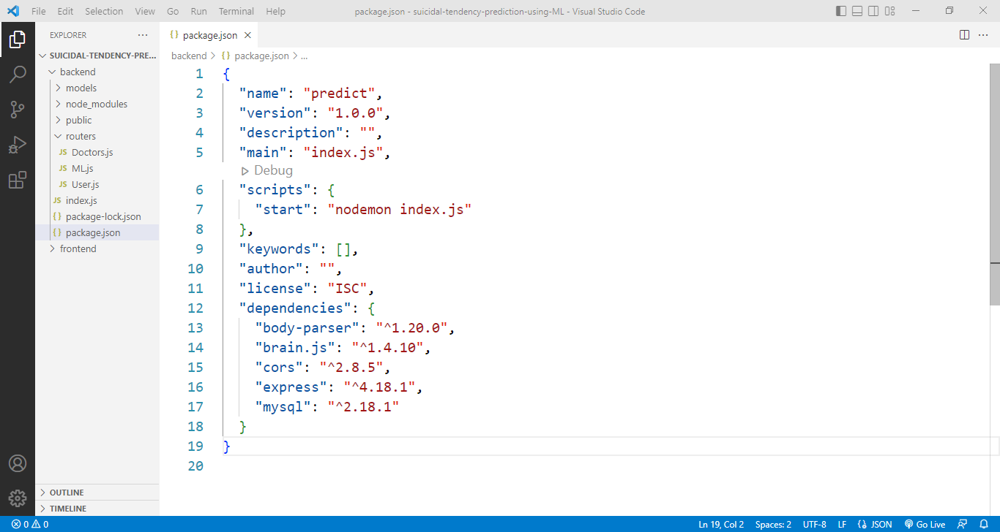 File Edit Selection View Go Run Terminal Help package.json - suicidal-tendency-prediction-using-ML - Visual Studio Code
EXPLORER ···
SUICIDAL-TENDENCY-PRE...
backend
models
node_modules
public
routers
JS Doctors.js
JS ML.js
JS User.js
JS index.js
{} package-lock.json
{} package.json
frontend
OUTLINE
TIMELINE
{} package.json ×
backend > {} package.json > ...
1 {
2 "name": "predict",
3 "version": "1.0.0",
4 "description": "",
5 "main": "index.js",
Debug
6 "scripts": {
7 "start": "nodemon index.js"
8 },
9 "keywords": [],
10 "author": "",
11 "license": "ISC",
12 "dependencies": {
13 "body-parser": "^1.20.0",
14 "brain.js": "^1.4.10",
15 "cors": "^2.8.5",
16 "express": "^4.18.1",
17 "mysql": "^2.18.1"
18 }
19 }
20
0 0 Ln 19, Col 2 Spaces: 2 UTF-8 LF {} JSON Go Live